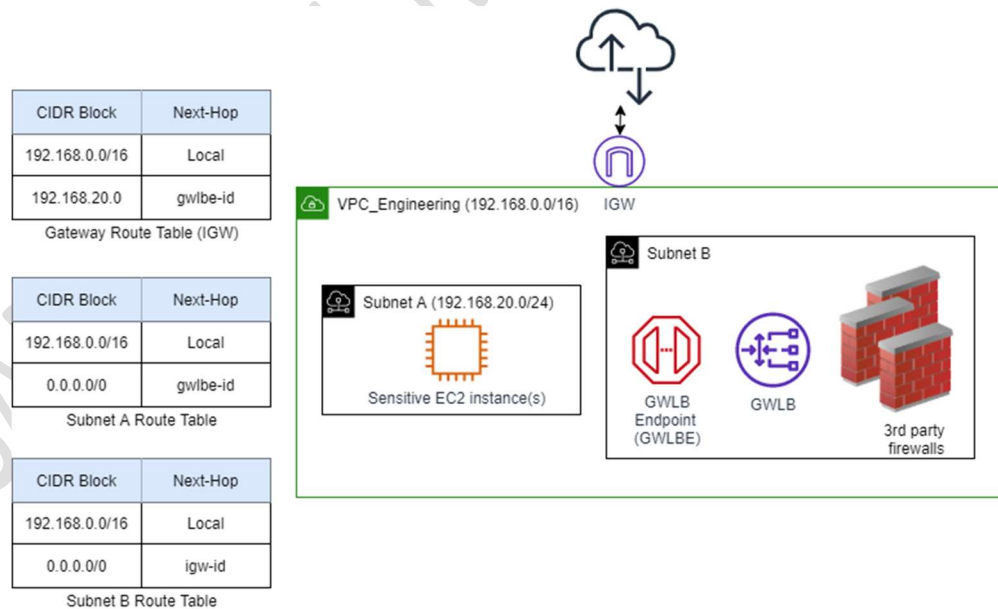 CIDR Block Next-Hop
192.168.0.0/16 Local
192.168.20.0 gwlbe-id
Gateway Route Table (IGW)
CIDR Block Next-Hop
192.168.0.0/16 Local
0.0.0.0/0 gwlbe-id
Subnet A Route Table
CIDR Block Next-Hop
192.168.0.0/16 Local
0.0.0.0/0 igw-id
Subnet B Route Table
VPC_Engineering (192.168.0.0/16)
IGW
Subnet A (192.168.20.0/24)
Sensitive EC2 instance(s)
Subnet B
GWLB
Endpoint
(GWLBE)
GWLB
3rd party
firewalls